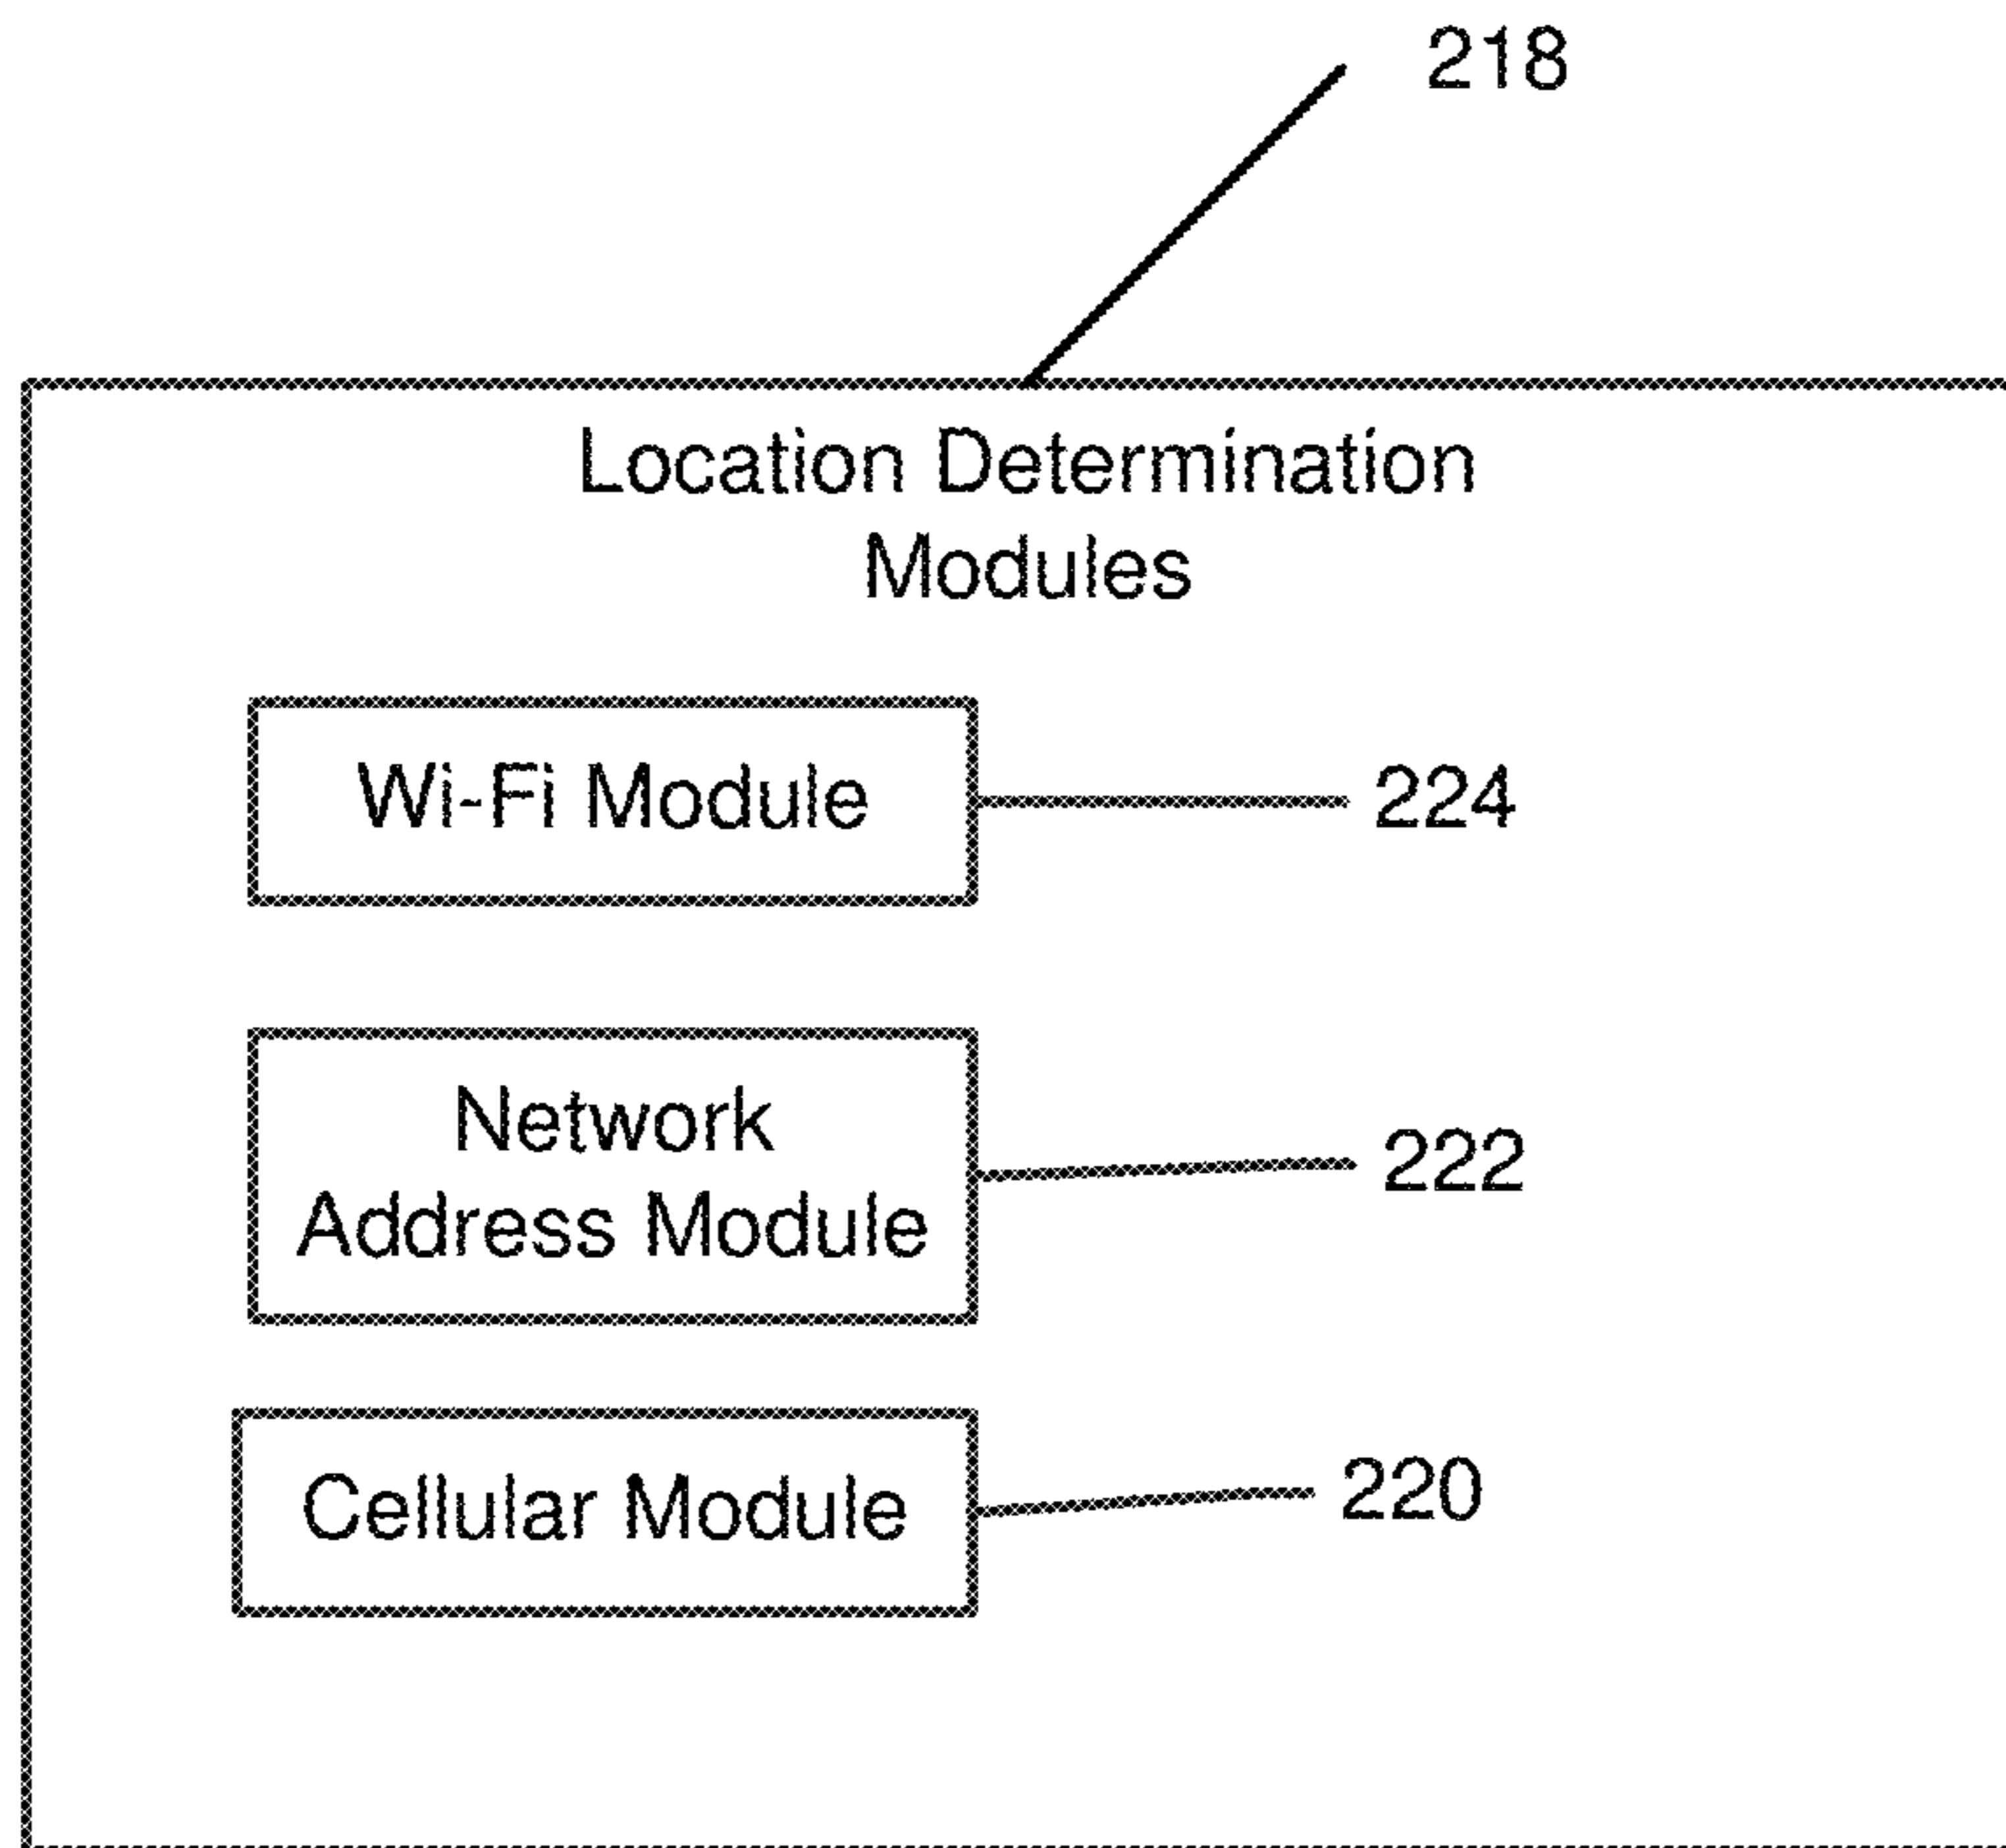 218
Location Determination
Modules
Wi-Fi Module
224
Network
Address Module
222
Cellular Module
220